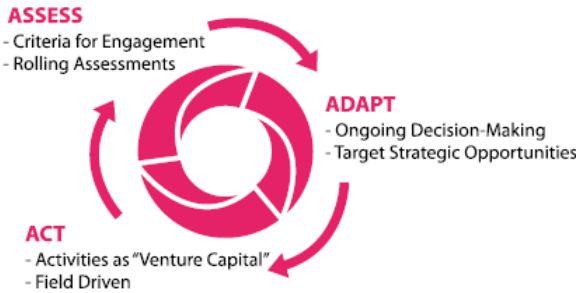 ASSESS
- Criteria for Engagement
- Rolling Assessments
ADAPT
- Ongoing Decision-Making
- Target Strategic Opportunities
ACT
- Activities as “Venture Capital”
- Field Driven